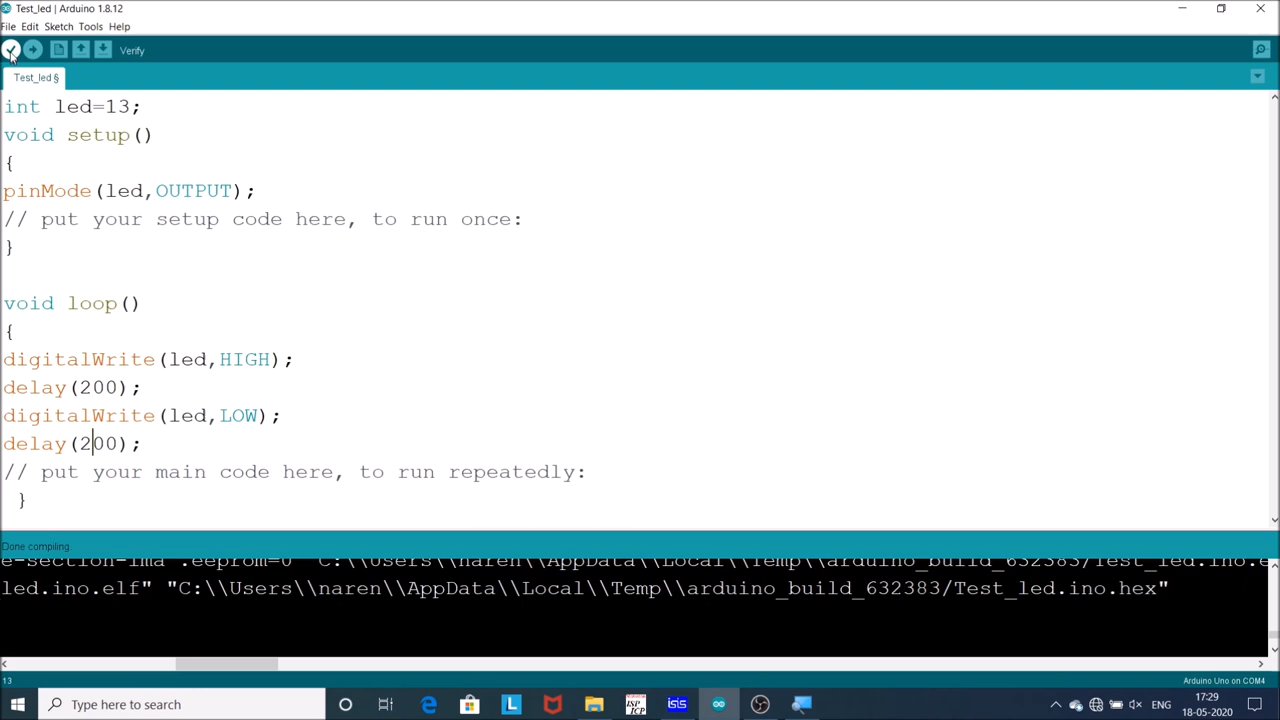 Test_led | Arduino 1.8.12
File Edit Sketch Tools Help
Verify
Test_led §
int led=13;
void setup()
{
pinMode(led,OUTPUT);
// put your setup code here, to run once:
}
void loop()
{
digitalWrite(led,HIGH);
delay(200);
digitalWrite(led,LOW);
delay(200);
// put your main code here, to run repeatedly:
}
Done compiling.
e-section-lma .eeprom=0 "C:\\Users\\naren\\AppData\\Local\\Temp\\arduino_build_632383/Test_led.ino.e
led.ino.elf" "C:\\Users\\naren\\AppData\\Local\\Temp\\arduino_build_632383/Test_led.ino.hex"
13
Arduino Uno on COM4
Type here to search
L
ISP
ICP
isis
ENG
17:29
18-05-2020